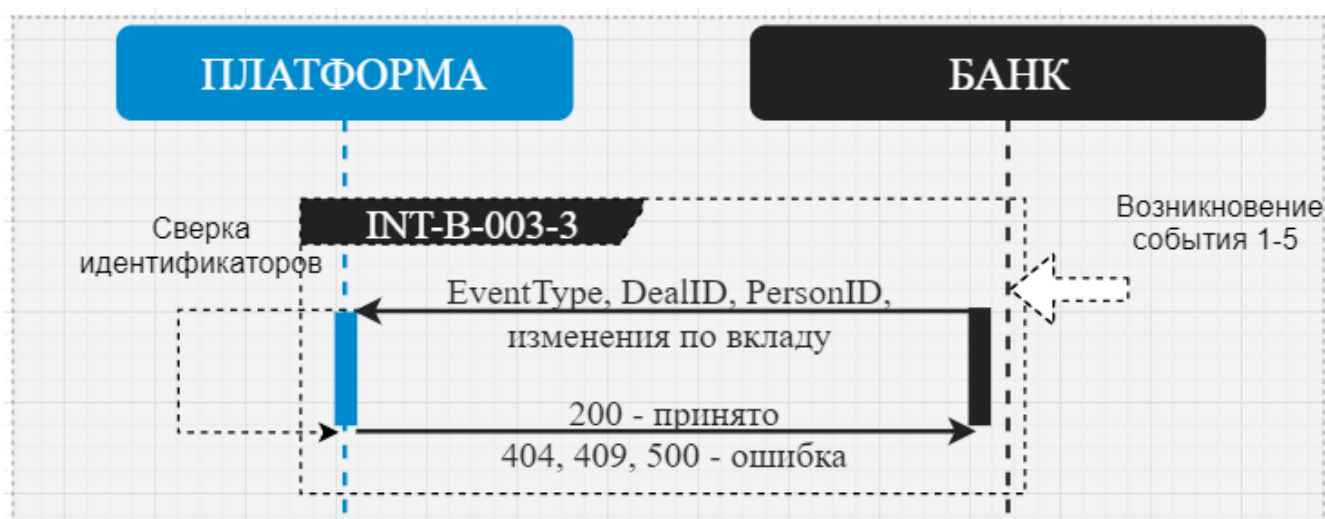 ПЛАТФОРМА
БАНК
INT-B-003-3
Сверка
идентификаторов
Возникновение
события 1-5
EventType, DealID, PersonID,
изменения по вкладу
200 - принято
404, 409, 500 - ошибка